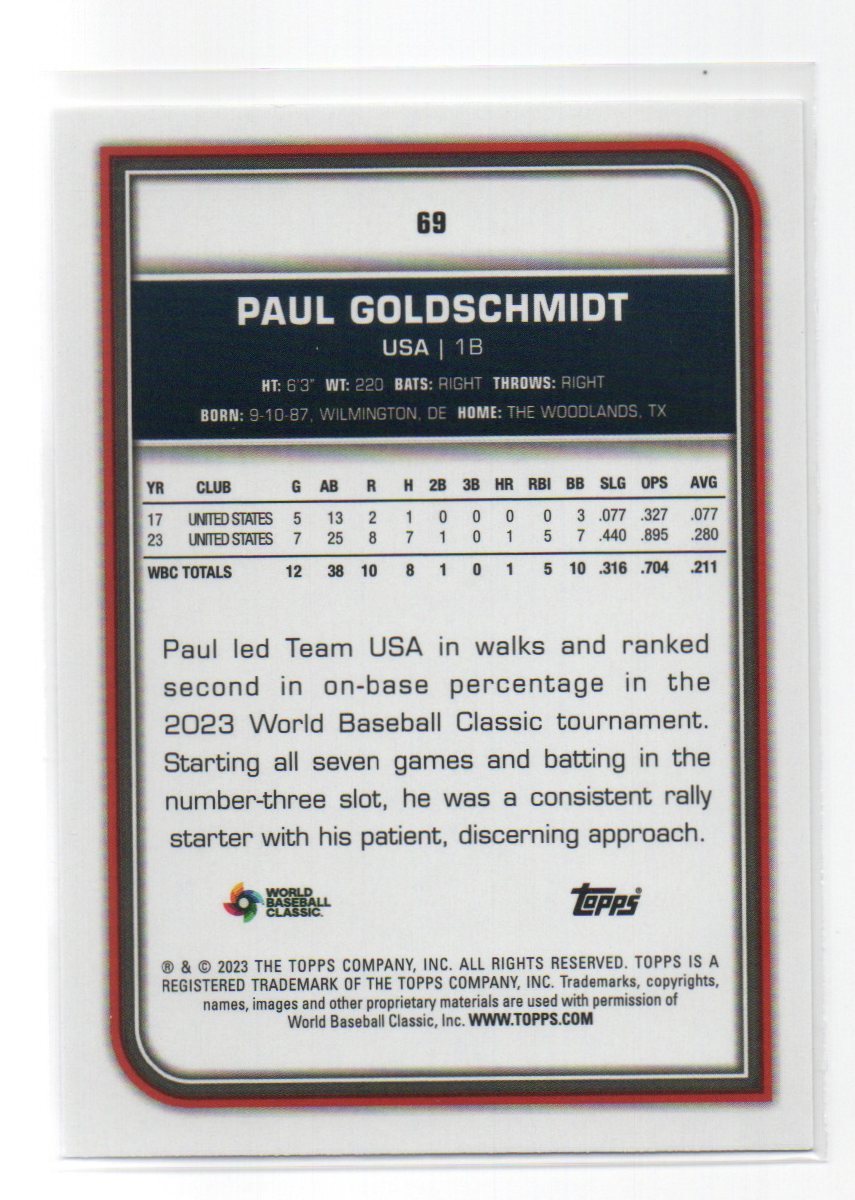 69
PAUL GOLDSCHMIDT
USA | 1B
HT: 6'3" WT: 220 BATS: RIGHT THROWS: RIGHT
BORN: 9-10-87, WILMINGTON, DE HOME: THE WOODLANDS, TX
YR CLUB G AB R H 2B 3B HR RBI BB SLG OPS AVG
17 UNITED STATES 5 13 2 1 0 0 0 0 3 .077 .327 .077
23 UNITED STATES 7 25 8 7 1 0 1 5 7 .440 .895 .280
WBC TOTALS 12 38 10 8 1 0 1 5 10 .316 .704 .211
Paul led Team USA in walks and ranked
second in on-base percentage in the
2023 World Baseball Classic tournament.
Starting all seven games and batting in the
number-three slot, he was a consistent rally
starter with his patient, discerning approach.
WORLD
BASEBALL
CLASSIC™
TOPPS®
® & © 2023 THE TOPPS COMPANY, INC. ALL RIGHTS RESERVED. TOPPS IS A
REGISTERED TRADEMARK OF THE TOPPS COMPANY, INC. Trademarks, copyrights,
names, images and other proprietary materials are used with permission of
World Baseball Classic, Inc. WWW.TOPPS.COM